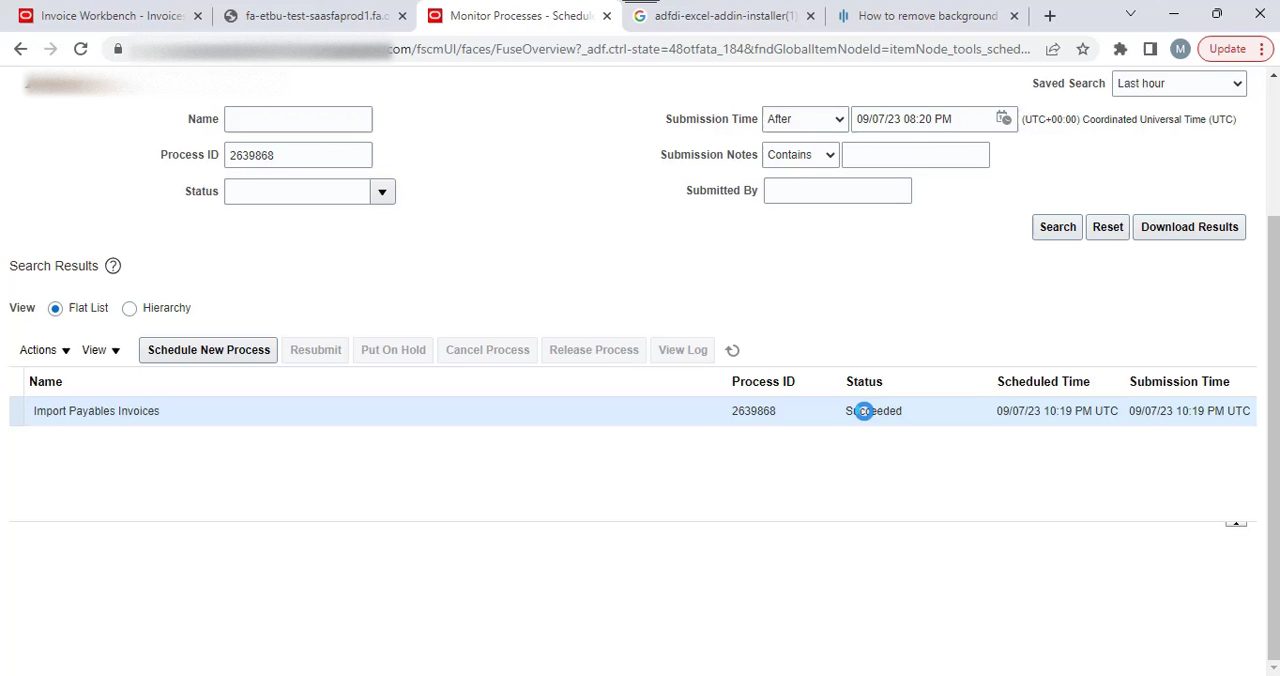 Invoice Workbench - Invoices
fa-etbu-test-saasfaprod1.fa.c
Monitor Processes - Schedule
adfdi-excel-addin-installer(1)
How to remove background
com/fscmUI/faces/FuseOverview?_adf.ctrl-state=48otfata_184&fndGlobalItemNodeId=itemNode_tools_sched...
M
Update
Saved Search Last hour
Name
Submission Time After 09/07/23 08:20 PM (UTC+00:00) Coordinated Universal Time (UTC)
Process ID 2639868
Submission Notes Contains
Status
Submitted By
Search Reset Download Results
Search Results ?
View Flat List Hierarchy
Actions View Schedule New Process Resubmit Put On Hold Cancel Process Release Process View Log
Name Process ID Status Scheduled Time Submission Time
Import Payables Invoices 2639868 Succeeded 09/07/23 10:19 PM UTC 09/07/23 10:19 PM UTC